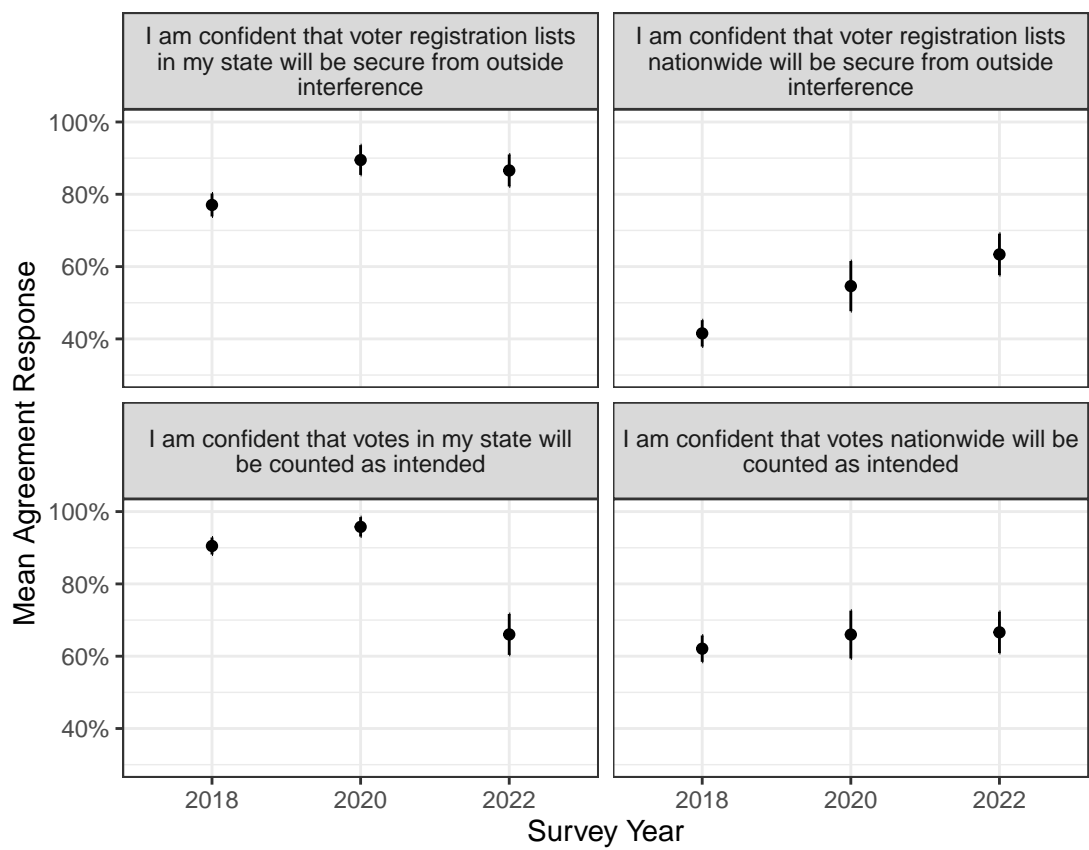 I am confident that voter registration lists
in my state will be secure from outside
interference
I am confident that voter registration lists
nationwide will be secure from outside
interference
100%
80%
60%
40%
I am confident that votes in my state will
be counted as intended
I am confident that votes nationwide will be
counted as intended
100%
80%
60%
40%
Mean Agreement Response
2018 2020 2022
2018 2020 2022
Survey Year